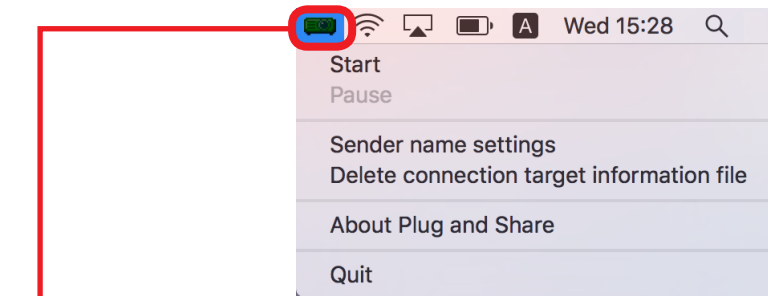 A Wed 15:28
Start
Pause
Sender name settings
Delete connection target information file
About Plug and Share
Quit